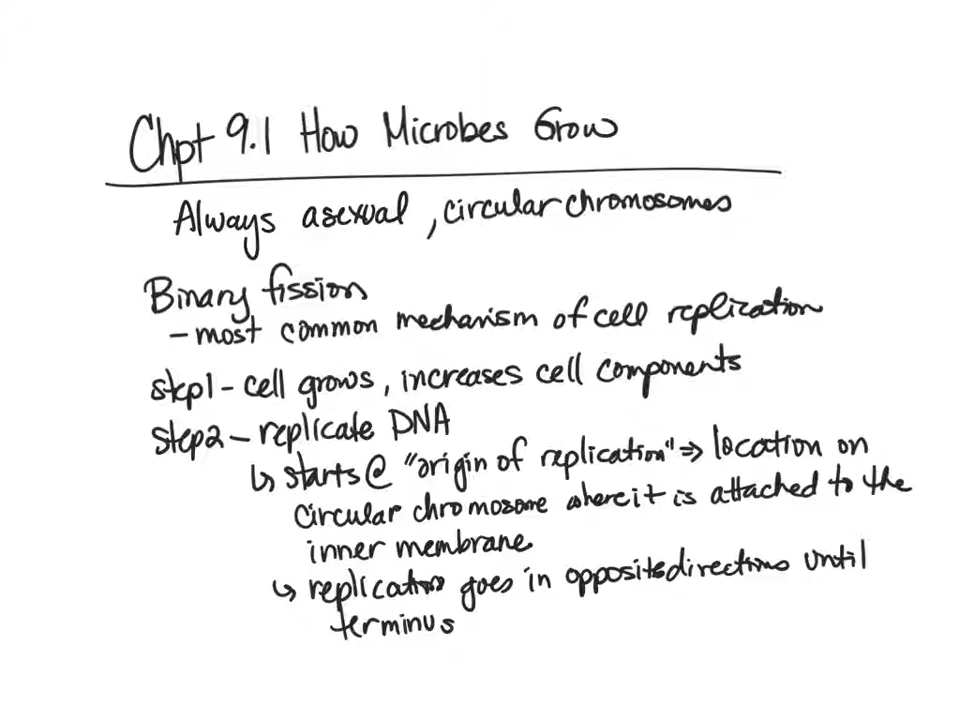 Chpt 9.1 How Microbes Grow
Always asexual, circular chromosomes
Binary fission
- most common mechanism of cell replication
step1 - cell grows, increases cell components
step2 - replicate DNA
↳ starts @ "origin of replication" ⇒ location on
circular chromosome where it is attached to the
inner membrane
↳ replication goes in opposite directions until
terminus